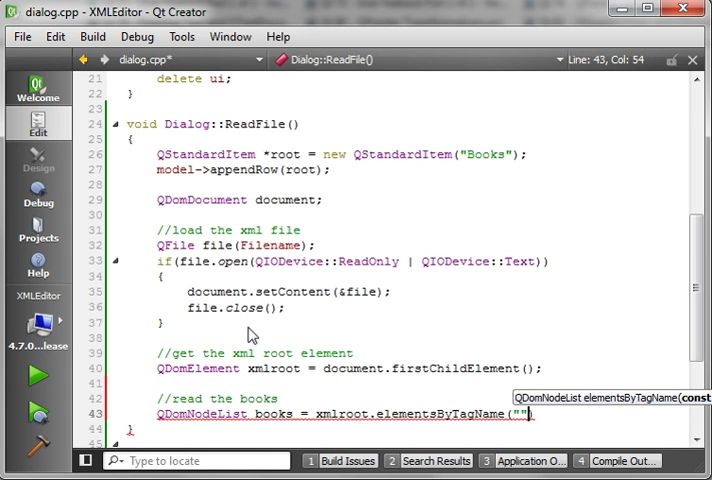 dialog.cpp - XMLEditor - Qt Creator
File Edit Build Debug Tools Window Help
dialog.cpp* Dialog::ReadFile() Line: 43, Col: 54
Qt
Welcome
Edit
Design
Debug
Projects
Help
XMLEditor
4.7.0...lease
21 delete ui;
22 }
23
24 void Dialog::ReadFile()
25 {
26 QStandardItem *root = new QStandardItem("Books");
27 model->appendRow(root);
28
29 QDomDocument document;
30
31 //load the xml file
32 QFile file(Filename);
33 if(file.open(QIODevice::ReadOnly | QIODevice::Text))
34 {
35 document.setContent(&file);
36 file.close();
37 }
38
39 //get the xml root element
40 QDomElement xmlroot = document.firstChildElement();
41
42 //read the books
QDomNodeList elementsByTagName(const
43 QDomNodeList books = xmlroot.elementsByTagName("")
44 }
45
Type to locate 1 Build Issues 2 Search Results 3 Application O... 4 Compile Out...